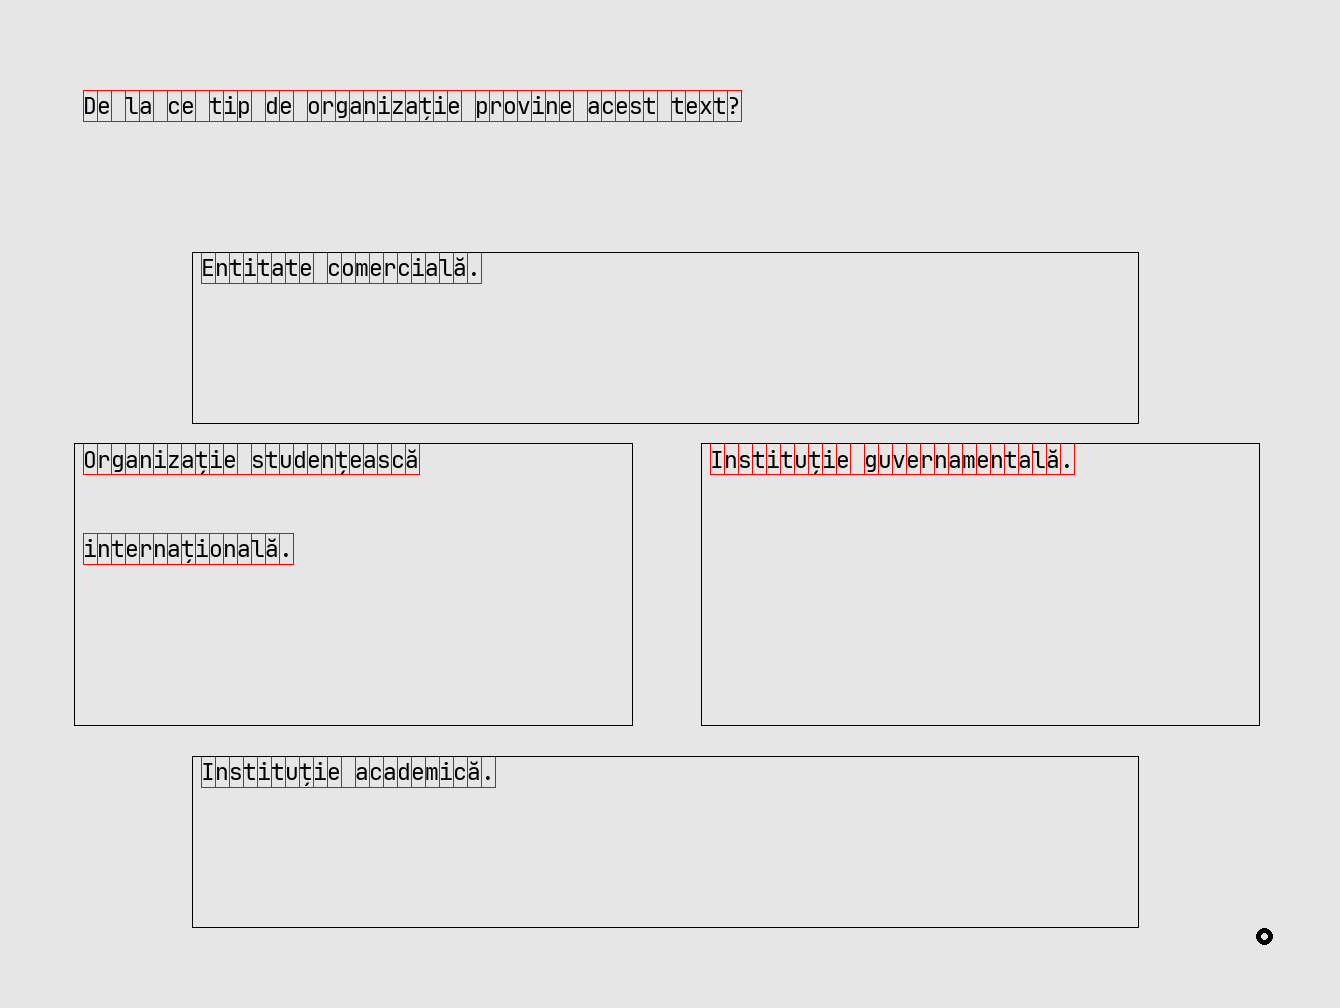 De la ce tip de organizație provine acest text?
Entitate comercială.
Organizație studențească
internațională.
Instituție guvernamentală.
Instituție academică.